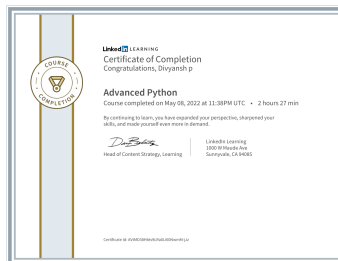 LinkedIn LEARNING
Certificate of Completion
Congratulations, Divyansh p
COURSE
COMPLETION
Advanced Python
Course completed on May 08, 2022 at 11:38PM UTC • 2 hours 27 min
By continuing to learn, you have expanded your perspective, sharpened your
skills, and made yourself even more in demand.
Head of Content Strategy, Learning
LinkedIn Learning
1000 W Maude Ave
Sunnyvale, CA 94085
Certificate Id: